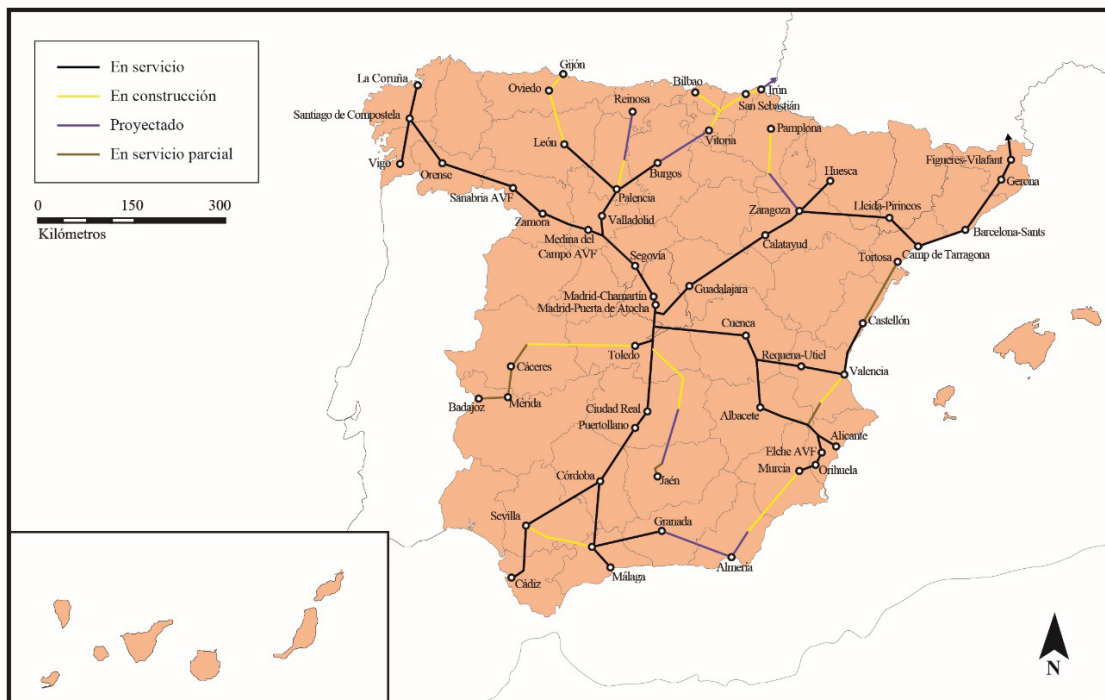 En servicio
En construcción
Proyectado
En servicio parcial
0 150 300
Kilómetros
La Coruña
Gijón
Oviedo
Bilbao
Irún
San Sebastián
Reinosa
Santiago de Compostela
Pamplona
Vitoria
León
Figueres-Vilafant
Vigo
Orense
Burgos
Huesca
Gerona
Sanabria AVF
Palencia
Zaragoza
Lleida-Pirineos
Zamora
Valladolid
Barcelona-Sants
Medina del
Campo AVF
Calatayud
Camp de Tarragona
Segovia
Tortosa
Guadalajara
Madrid-Chamartín
Madrid-Puerta de Atocha
Cuenca
Castellón
Toledo
Requena-Utiel
Cáceres
Valencia
Badajoz
Mérida
Ciudad Real
Albacete
Puertollano
Alicante
Elche AVF
Murcia
Orihuela
Córdoba
Jaén
Sevilla
Granada
Almería
Málaga
Cádiz
N